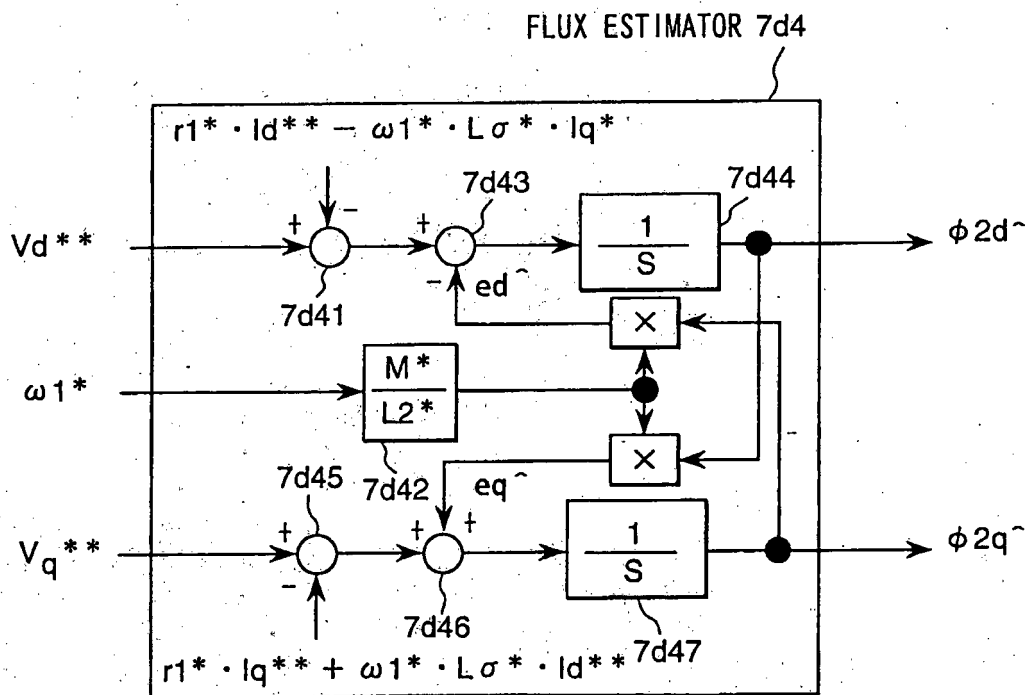 FLUX ESTIMATOR 7d4
r1* · Id** − ω1* · Lσ* · Iq*
7d43
7d44
Vd**
+
−
+
−
1
S
ϕ2d^
7d41
ed^
×
ω1*
M*
L2*
7d42
×
7d45
eq^
Vq**
+
−
+
+
1
S
ϕ2q^
7d46
7d47
r1* · Iq** + ω1* · Lσ* · Id**